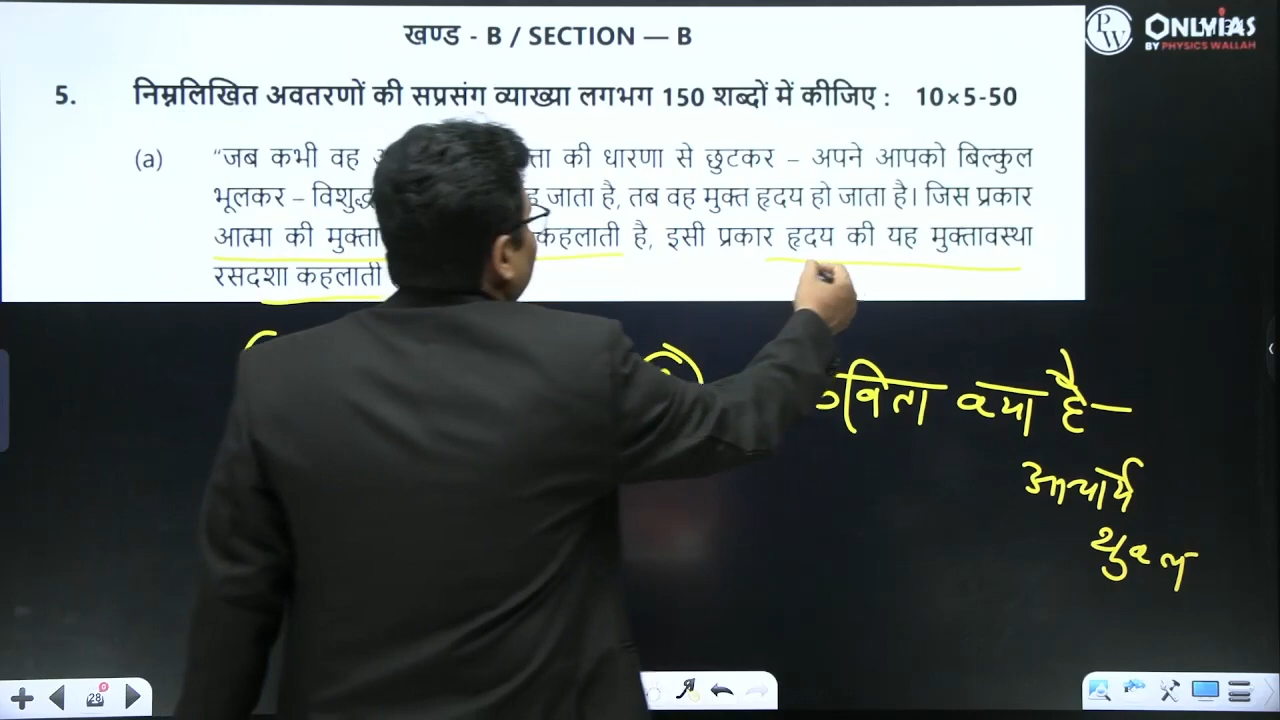 खण्ड - B / SECTION — B
PW ONLYIAS
BY PHYSICS WALLAH
5. निम्नलिखित अवतरणों की सप्रसंग व्याख्या लगभग 150 शब्दों में कीजिए : 10×5-50
(a) “जब कभी वह की धारणा से छुटकर – अपने आपको बिल्कुल
भूलकर – विशुद्ध जाता है, तब वह मुक्त हृदय हो जाता है। जिस प्रकार
आत्मा की कहलाती है, इसी प्रकार हृदय की यह मुक्तावस्था
रसदशा कहलाती
क्या है –
आचार्य
शुक्ल
28